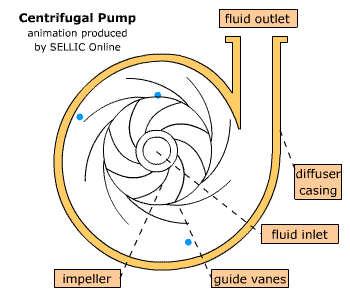 Centrifugal Pump
animation produced
by SELLIC Online
fluid outlet
diffuser
casing
fluid inlet
impeller
guide vanes